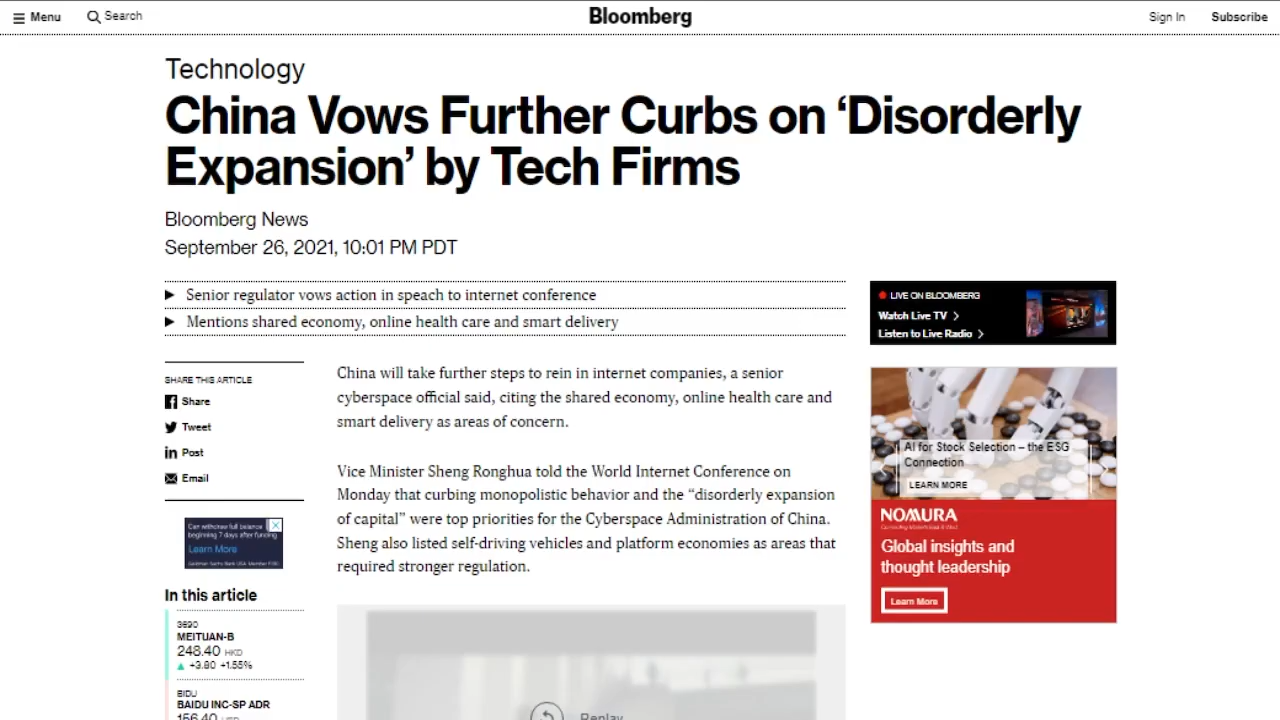 Menu
Search
Bloomberg
Sign In
Subscribe
Technology
China Vows Further Curbs on ‘Disorderly
Expansion’ by Tech Firms
Bloomberg News
September 26, 2021, 10:01 PM PDT
Senior regulator vows action in speach to internet conference
Mentions shared economy, online health care and smart delivery
SHARE THIS ARTICLE
Share
Tweet
Post
Email
Can withdraw full balance
beginning 7 days after funding
Learn More
Goldman Sachs Bank USA Member FDIC
In this article
3690
MEITUAN-B
248.40 HKD
+3.80 +1.55%
BIDU
BAIDU INC-SP ADR
156.40 USD
China will take further steps to rein in internet companies, a senior
cyberspace official said, citing the shared economy, online health care and
smart delivery as areas of concern.
Vice Minister Sheng Ronghua told the World Internet Conference on
Monday that curbing monopolistic behavior and the “disorderly expansion
of capital” were top priorities for the Cyberspace Administration of China.
Sheng also listed self-driving vehicles and platform economies as areas that
required stronger regulation.
Replay
LIVE ON BLOOMBERG
Watch Live TV
Listen to Live Radio
AI for Stock Selection – the ESG
Connection
LEARN MORE
NOMURA
Global insights and
thought leadership
Learn More